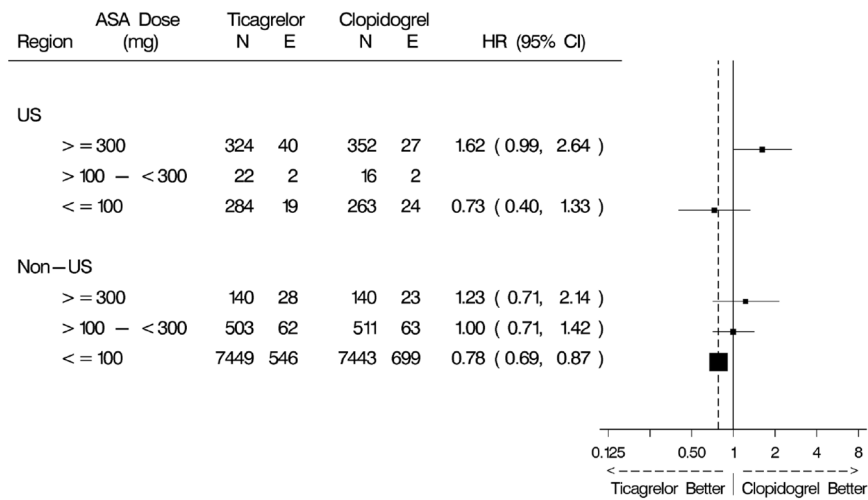 ASA Dose Ticagrelor Clopidogrel
Region (mg) N E N E HR (95% CI)
US
>=300 324 40 352 27 1.62 (0.99, 2.64)
>100 – <300 22 2 16 2
<=100 284 19 263 24 0.73 (0.40, 1.33)
Non–US
>=300 140 28 140 23 1.23 (0.71, 2.14)
>100 – <300 503 62 511 63 1.00 (0.71, 1.42)
<=100 7449 546 7443 699 0.78 (0.69, 0.87)
0.125 0.50 1 2 4 8
Ticagrelor Better Clopidogrel Better